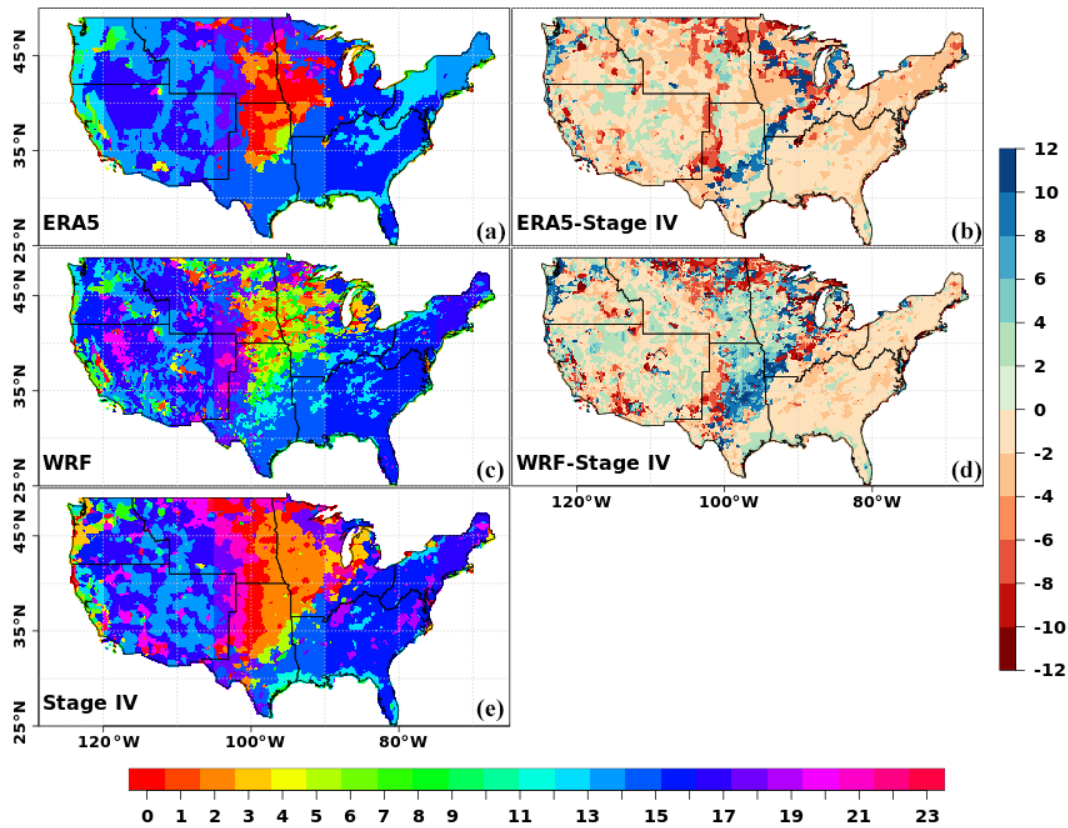 45°N
35°N
25°N
ERA5
(a)
ERA5-Stage IV
(b)
45°N
35°N
25°N
WRF
(c)
WRF-Stage IV
(d)
120°W
100°W
80°W
45°N
35°N
25°N
Stage IV
(e)
120°W
100°W
80°W
12
10
8
6
4
2
0
-2
-4
-6
-8
-10
-12
0 1 2 3 4 5 6 7 8 9 11 13 15 17 19 21 23